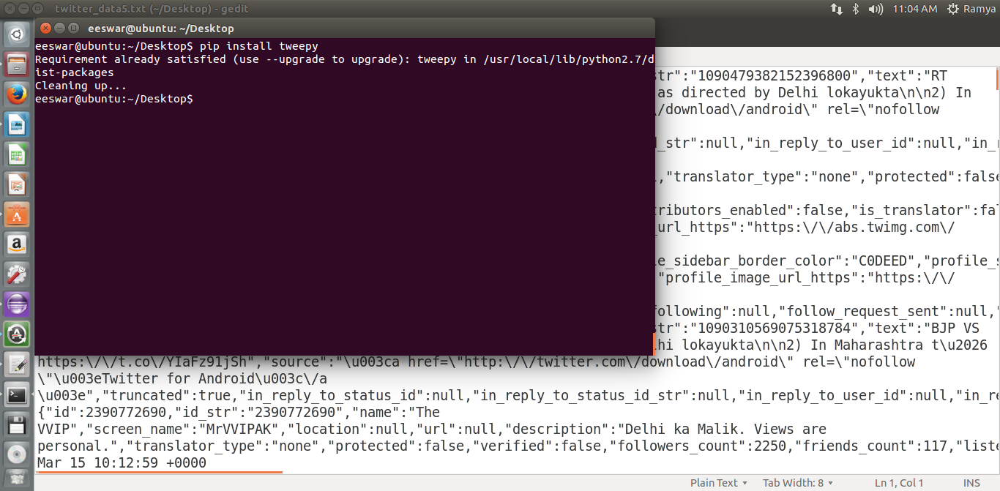 twitter_data5.txt (~/Desktop) - gedit
11:04 AM
Ramya
eeswar@ubuntu: ~/Desktop
eeswar@ubuntu:~/Desktop$ pip install tweepy
Requirement already satisfied (use --upgrade to upgrade): tweepy in /usr/local/lib/python2.7/d
ist-packages
Cleaning up...
eeswar@ubuntu:~/Desktop$
str":"1090479382152396800","text":"RT
as directed by Delhi lokayukta\n\n2) In
\/download\/android\" rel=\"nofollow
_str":null,"in_reply_to_user_id":null,"in_r
,"translator_type":"none","protected":false
tributors_enabled":false,"is_translator":fal
_url_https":"https:\/\/abs.twimg.com\/
le_sidebar_border_color":"C0DEED","profile_s
"profile_image_url_https":"https:\/\/
following":null,"follow_request_sent":null,"
str":"1090310569075318784","text":"BJP VS
hi lokayukta\n\n2) In Maharashtra t\u2026
https:\/\/t.co\/YIaFz91jSh","source":"\u003ca href=\"http:\/\/twitter.com\/download\/android\" rel=\"nofollow
\"\u003eTwitter for Android\u003c\/a
\u003e","truncated":true,"in_reply_to_status_id":null,"in_reply_to_status_id_str":null,"in_reply_to_user_id":null,"in_re
{"id":2390772690,"id_str":"2390772690","name":"The
VVIP","screen_name":"MrVVIPAK","location":null,"url":null,"description":"Delhi ka Malik. Views are
personal.","translator_type":"none","protected":false,"verified":false,"followers_count":2250,"friends_count":117,"liste
Mar 15 10:12:59 +0000
Plain Text
Tab Width: 8
Ln 1, Col 1
INS